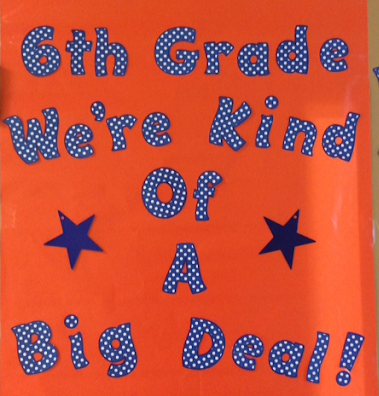 6th Grade
We're Kind
Of
A
Big Deal!